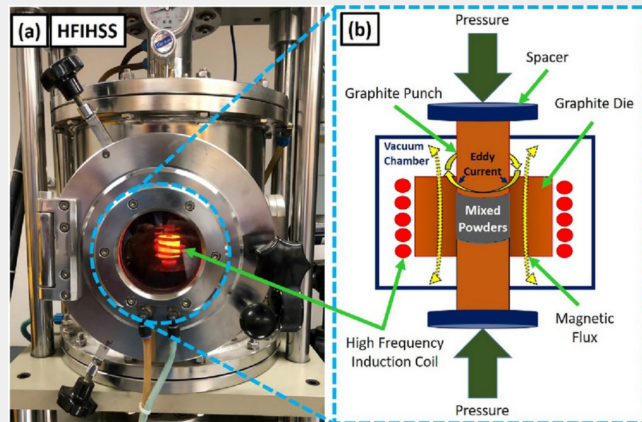 (a) HFIHSS
(b)
Pressure
Spacer
Graphite Punch
Graphite Die
Vacuum
Chamber
Eddy
Current
Mixed
Powders
High Frequency
Induction Coil
Magnetic
Flux
Pressure